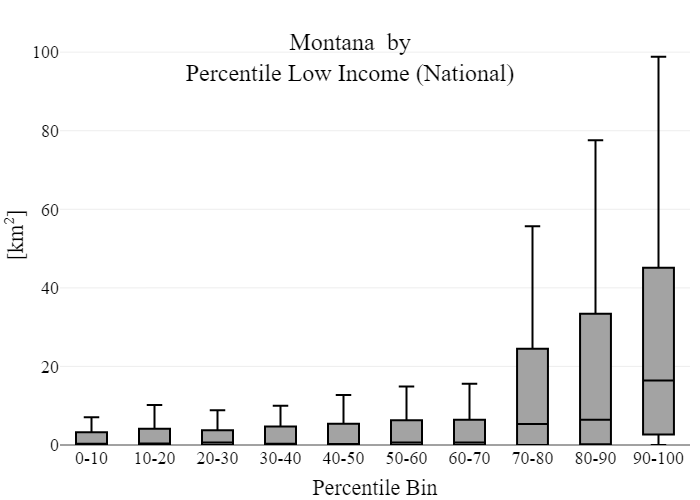 Montana by
Percentile Low Income (National)
100
80
60
40
20
0
[km²]
0-10 10-20 20-30 30-40 40-50 50-60 60-70 70-80 80-90 90-100
Percentile Bin